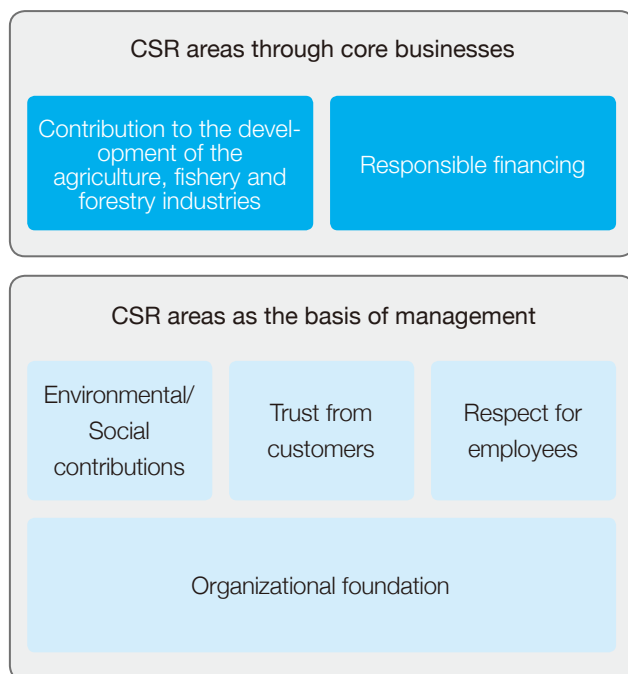 CSR areas through core businesses
Contribution to the devel-
opment of the
agriculture, fishery and
forestry industries
Responsible financing
CSR areas as the basis of management
Environmental/
Social
contributions
Trust from
customers
Respect for
employees
Organizational foundation